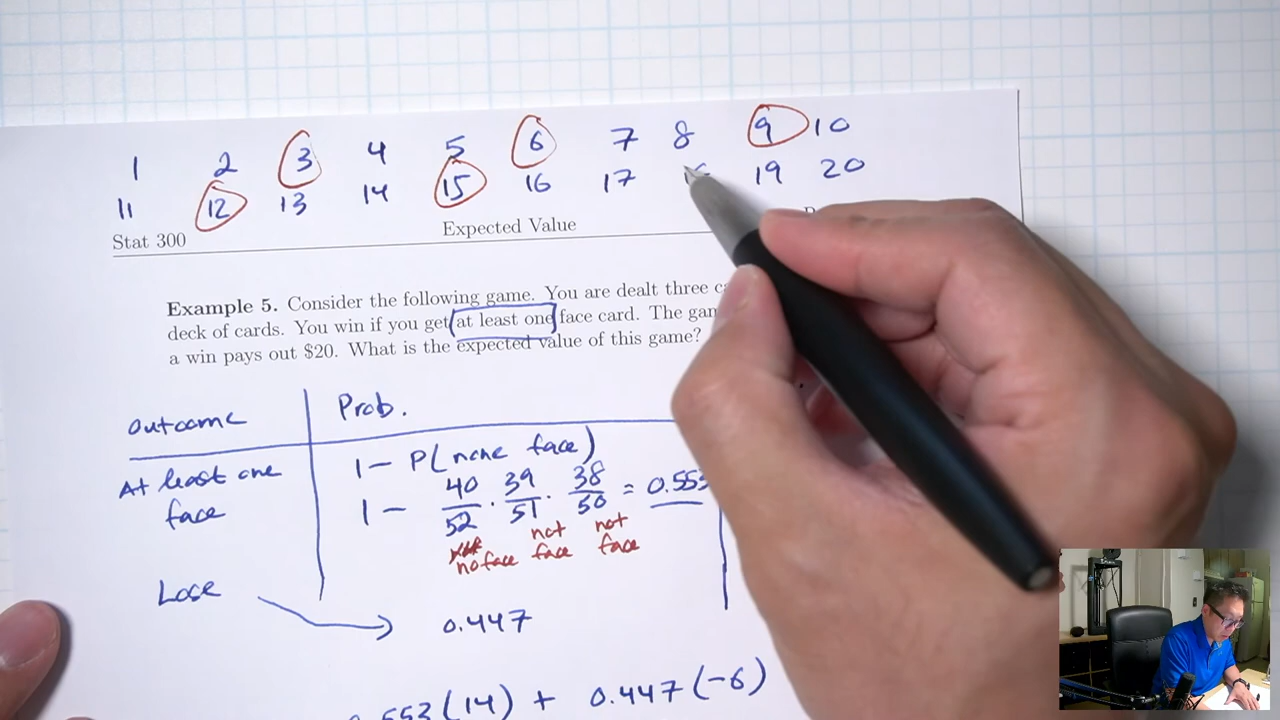 1 2 3 4 5 6 7 8 9 10
11 12 13 14 15 16 17 19 20
Stat 300 Expected Value
Example 5. Consider the following game. You are dealt three
deck of cards. You win if you get at least one face card. The
a win pays out $20. What is the expected value of this game?
Outcome Prob.
At least one 1 - P(none face)
face 1 - 40/52 · 39/51 · 38/50 = 0.553
no face not face not face
Lose 0.447
0.553(14) + 0.447(-6)